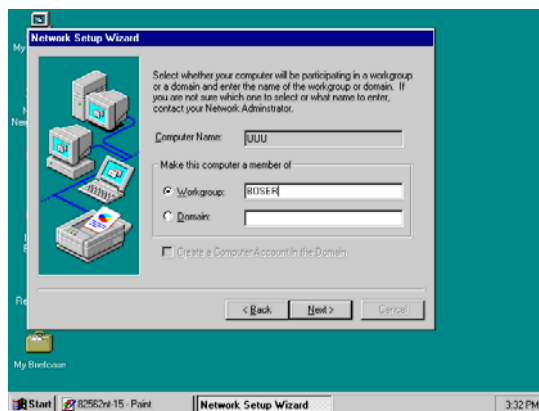 My
Network Setup Wizard
Select whether your computer will be participating in a workgroup
or a domain and enter the name of the workgroup or domain. If
you are not sure which one to select or what name to enter,
contact your Network Adminstrator.
Computer Name: UUU
Make this computer a member of
Workgroup: BOSER
Domain:
Create a Computer Account in the Domain
< Back Next > Cancel
My Briefcase
Start 82562nt-15 - Paint Network Setup Wizard 3:32 PM